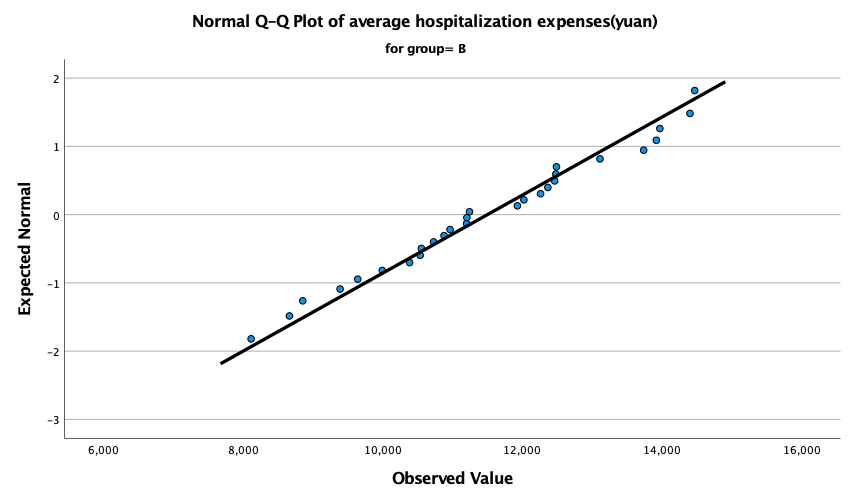 Normal Q-Q Plot of average hospitalization expenses(yuan)
for group= B
2
1
0
-1
-2
-3
Expected Normal
6,000 8,000 10,000 12,000 14,000 16,000
Observed Value